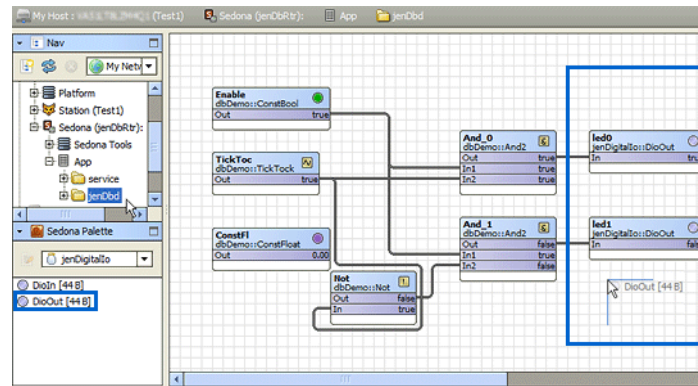 My Host : (Test1) Sedona (jenDbRtr): App jenDbd
Nav
My Netw
Platform
Station (Test1)
Sedona (jenDbRtr):
Sedona Tools
App
service
jenDbd
Sedona Palette
jenDigitalIo
DioIn [44 B]
DioOut [44 B]
Enable
dbDemo::ConstBool
Out true
TickToc
dbDemo::TickTock
Out true
ConstFl
dbDemo::ConstFloat
Out 0.00
Not
dbDemo::Not
Out false
In true
And_0
dbDemo::And2
Out true
In1 true
In2 true
And_1
dbDemo::And2
Out false
In1 true
In2 false
led0
jenDigitalIo::DioOut
In tru
led1
jenDigitalIo::DioOut
In fals
DioOut [44 B]